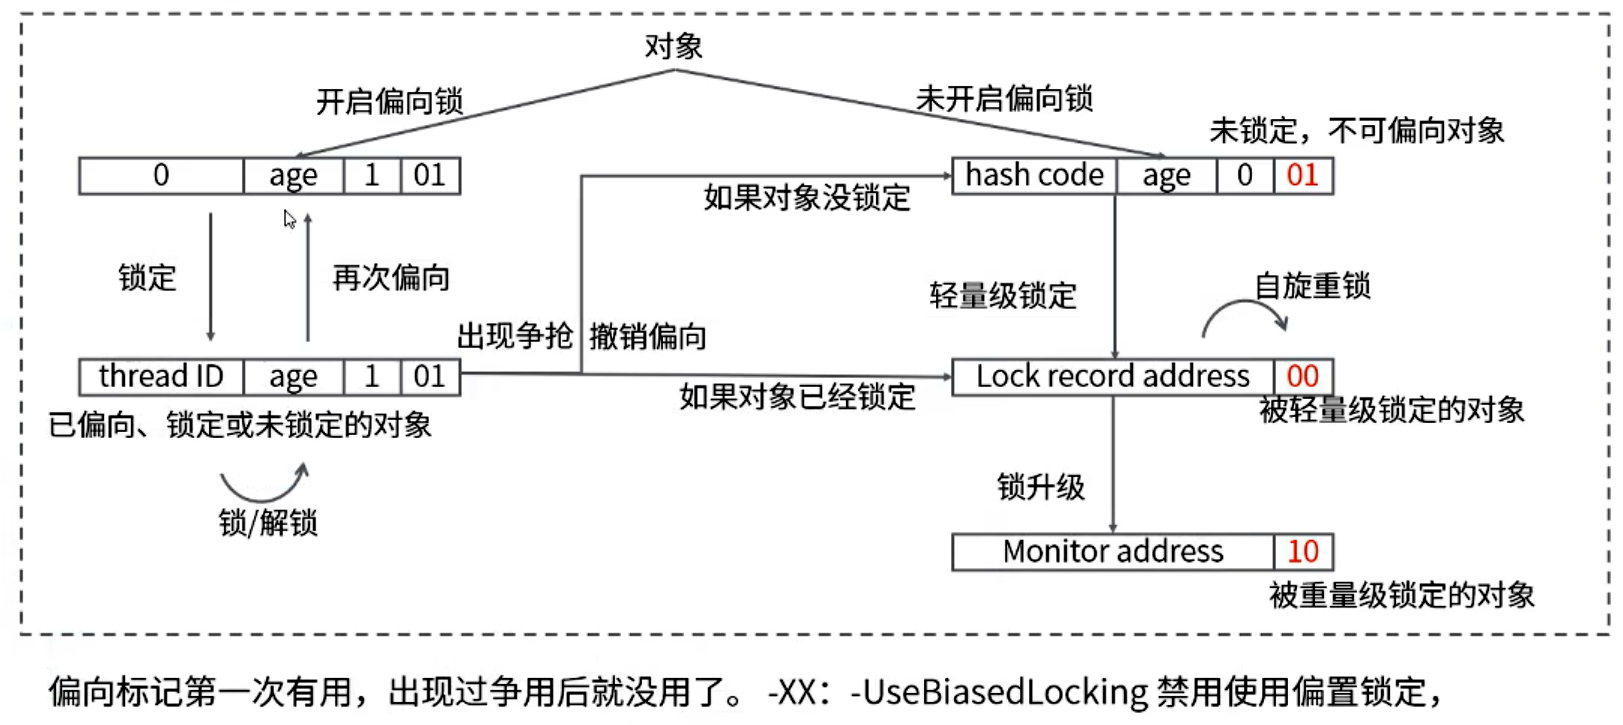 对象
开启偏向锁
未开启偏向锁
未锁定，不可偏向对象
0 age 1 01
hash code age 0 01
如果对象没锁定
锁定
再次偏向
轻量级锁定
自旋重锁
出现争抢 撤销偏向
thread ID age 1 01
Lock record address 00
如果对象已经锁定
被轻量级锁定的对象
已偏向、锁定或未锁定的对象
锁升级
锁/解锁
Monitor address 10
被重量级锁定的对象
偏向标记第一次有用，出现过争用后就没用了。 -XX：-UseBiasedLocking 禁用使用偏置锁定，